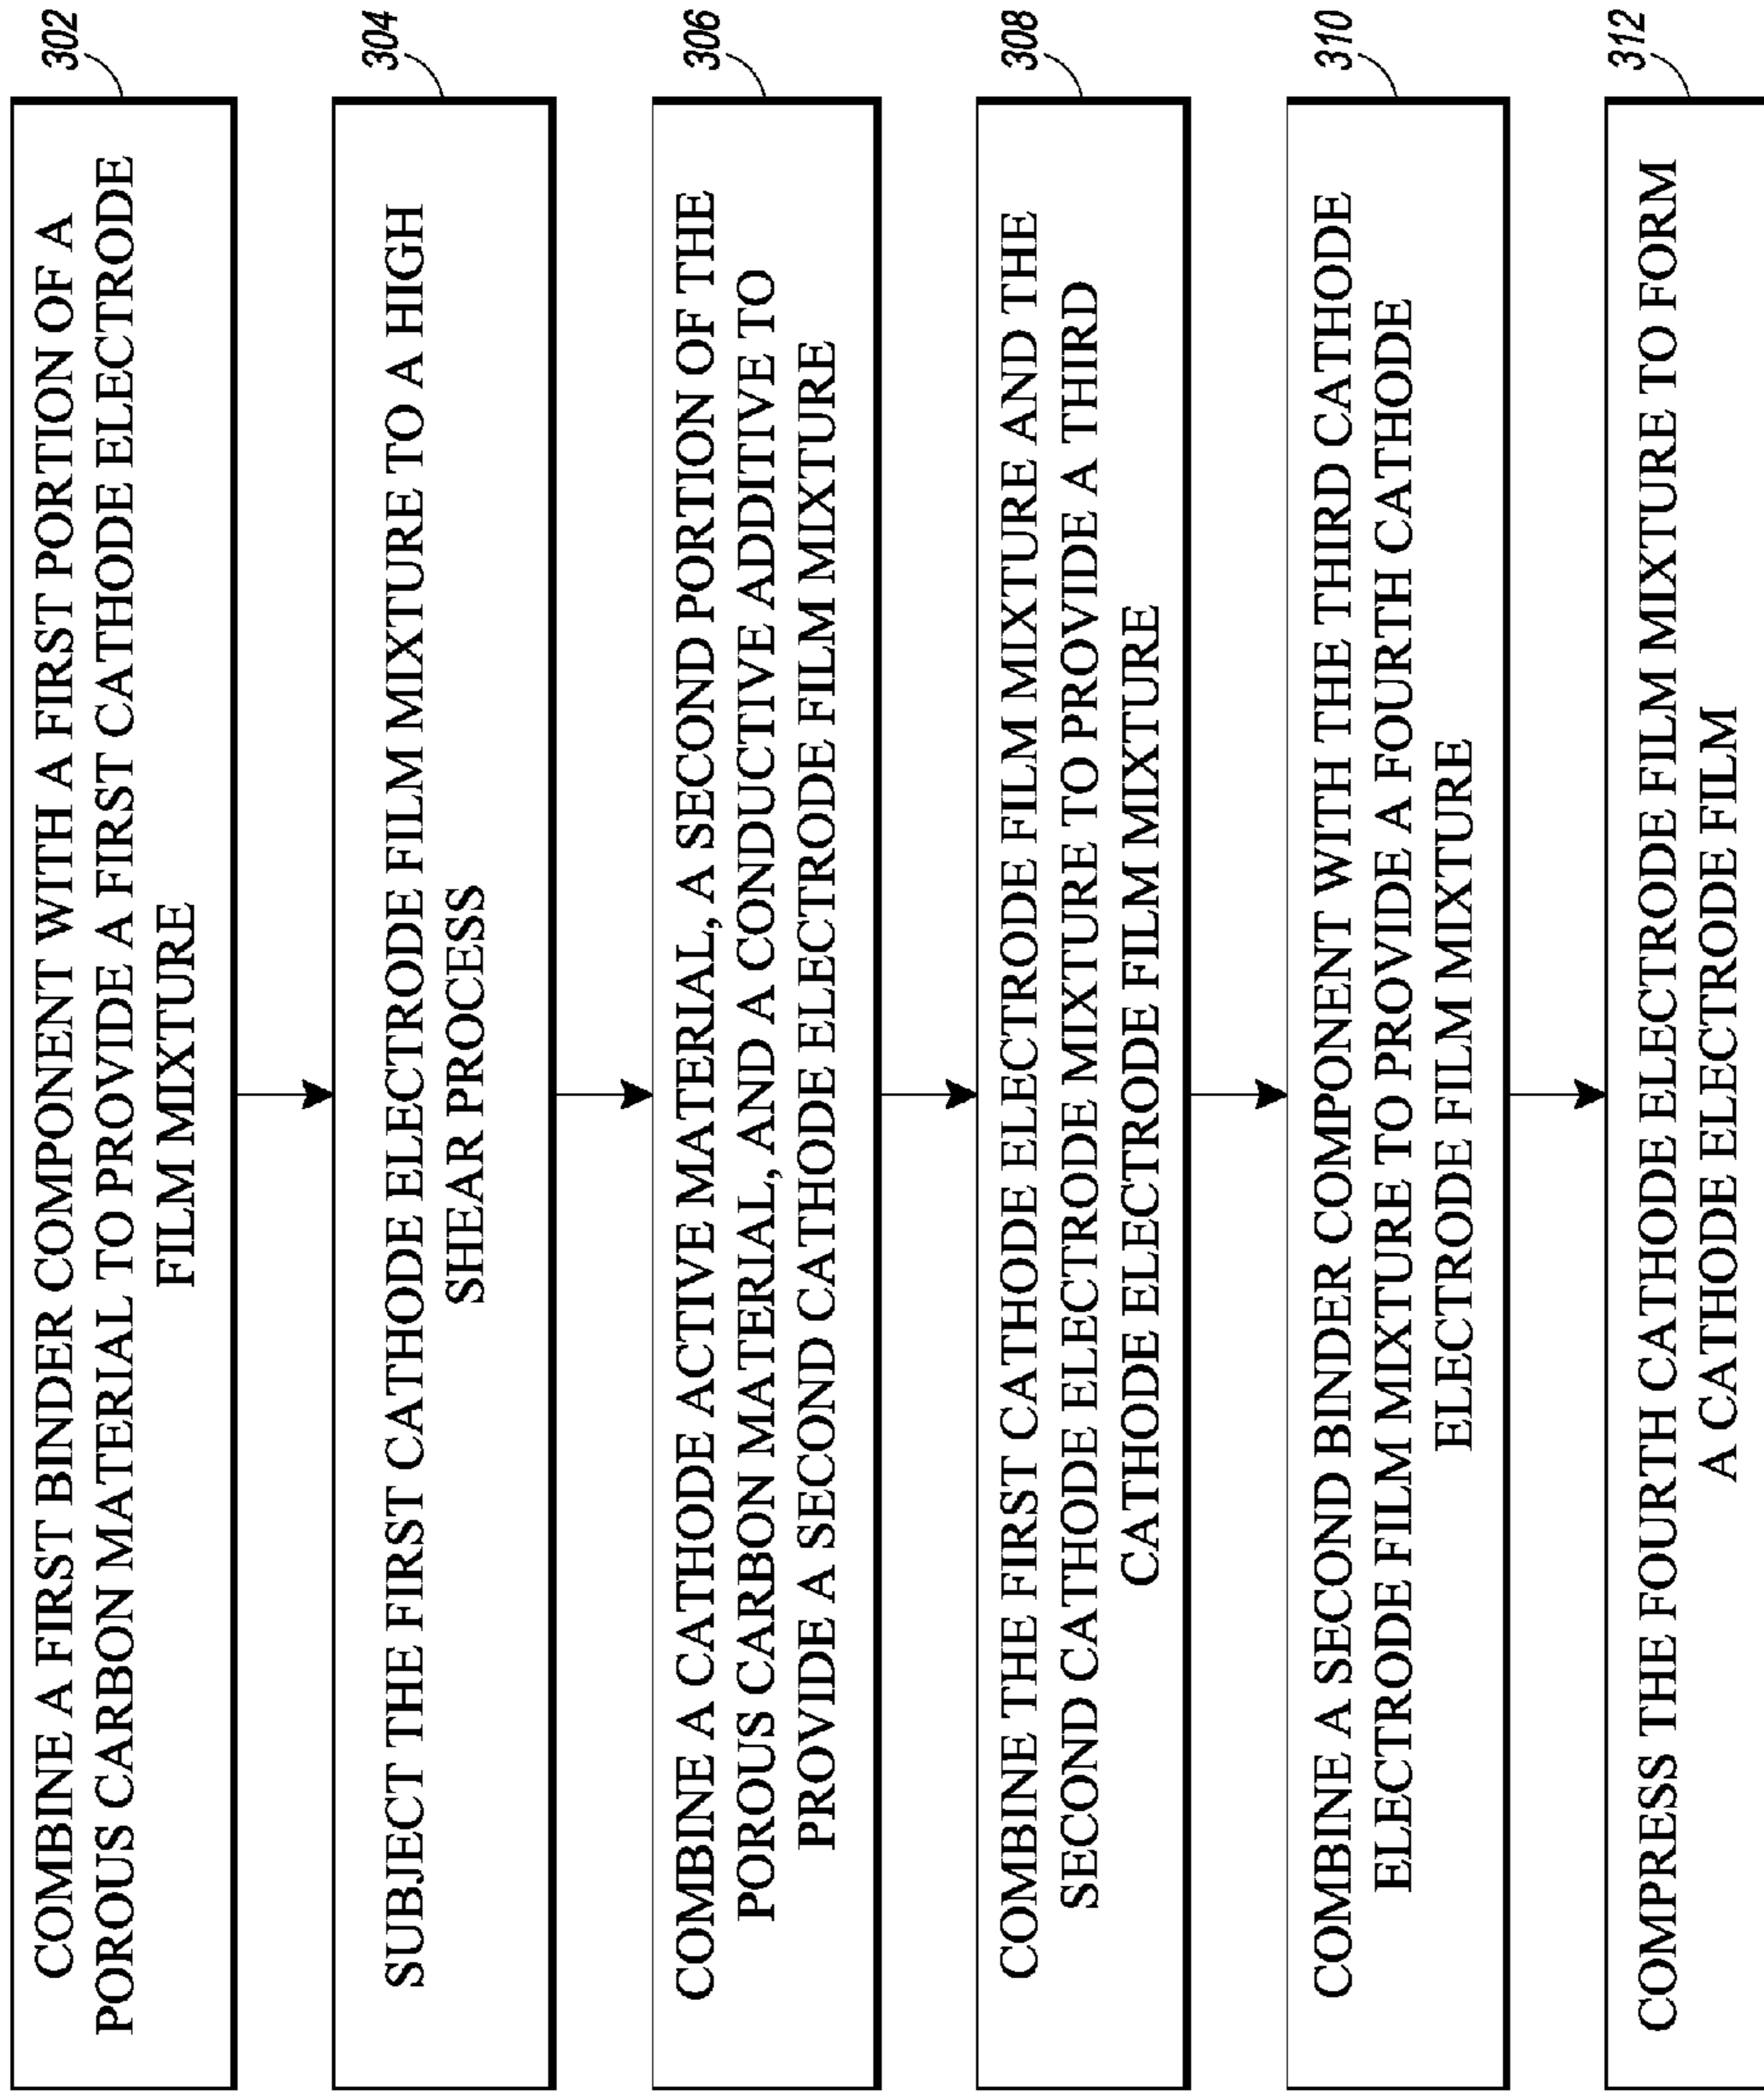 302
COMBINE A FIRST BINDER COMPONENT WITH A FIRST PORTION OF A
POROUS CARBON MATERIAL TO PROVIDE A FIRST CATHODE ELECTRODE
FILM MIXTURE
304
SUBJECT THE FIRST CATHODE ELECTRODE FILM MIXTURE TO A HIGH
SHEAR PROCESS
306
COMBINE A CATHODE ACTIVE MATERIAL, A SECOND PORTION OF THE
POROUS CARBON MATERIAL, AND A CONDUCTIVE ADDITIVE TO
PROVIDE A SECOND CATHODE ELECTRODE FILM MIXTURE
308
COMBINE THE FIRST CATHODE ELECTRODE FILM MIXTURE AND THE
SECOND CATHODE ELECTRODE MIXTURE TO PROVIDE A THIRD
CATHODE ELECTRODE FILM MIXTURE
310
COMBINE A SECOND BINDER COMPONENT WITH THE THIRD CATHODE
ELECTRODE FILM MIXTURE TO PROVIDE A FOURTH CATHODE
ELECTRODE FILM MIXTURE
312
COMPRESS THE FOURTH CATHODE ELECTRODE FILM MIXTURE TO FORM
A CATHODE ELECTRODE FILM